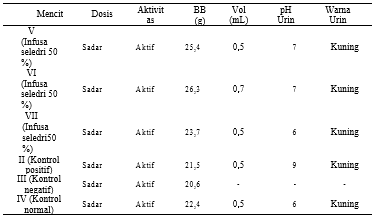 Mencit Dosis Aktivitas BB (g) Vol (mL) pH Urin Warna Urin
V (Infusa seledri 50 %) Sadar Aktif 25,4 0,5 7 Kuning
VI (Infusa seledri 50 %) Sadar Aktif 26,3 0,7 7 Kuning
VII (Infusa seledri50 %) Sadar Aktif 23,7 0,5 6 Kuning
II (Kontrol positif) Sadar Aktif 21,5 0,5 9 Kuning
III (Kontrol negatif) Sadar Aktif 20,6 - - -
IV (Kontrol normal) Sadar Aktif 22,4 0,5 6 Kuning